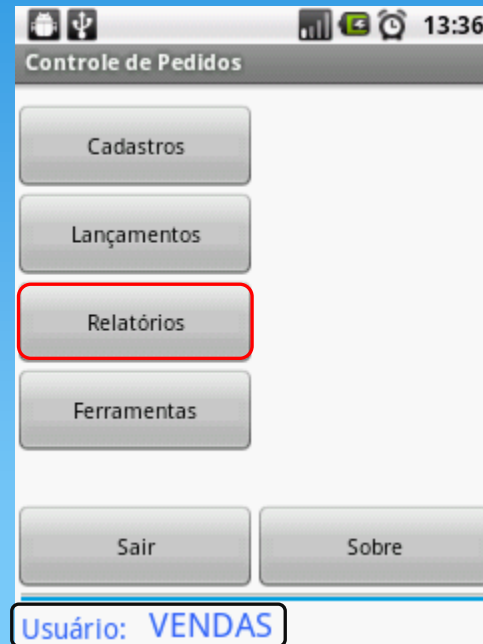 13:36
Controle de Pedidos
Cadastros
Lançamentos
Relatórios
Ferramentas
Sair Sobre
Usuário: VENDAS